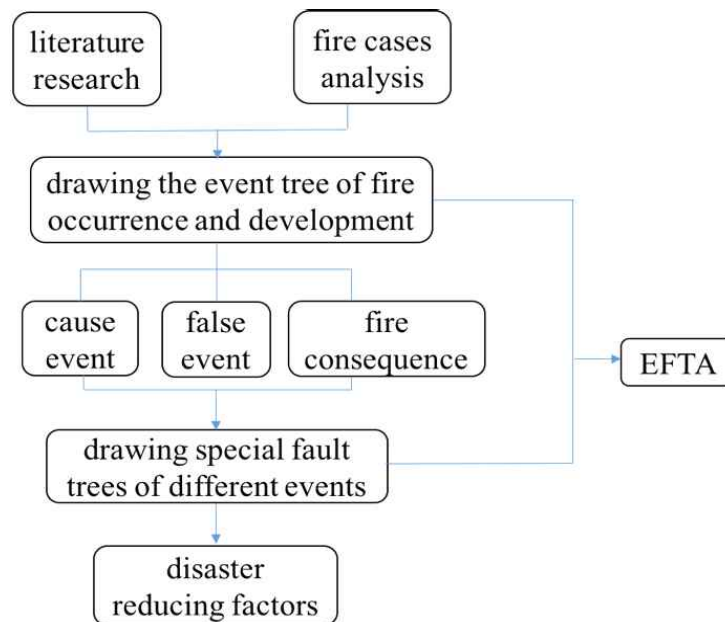 literature
research
fire cases
analysis
drawing the event tree of fire
occurrence and development
cause
event
false
event
fire
consequence
EFTA
drawing special fault
trees of different events
disaster
reducing factors